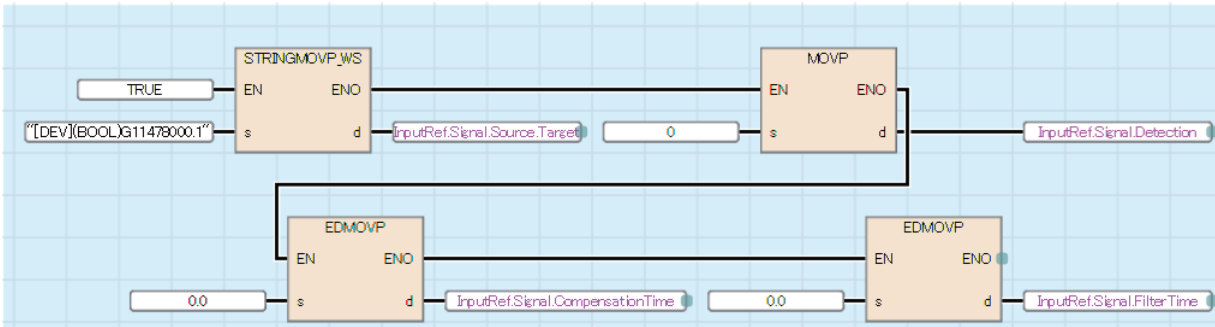 STRINGMOVP_WS MOVP
TRUE EN ENO EN ENO
"[DEV](BOOL)G11478000.1" s d InputRef.Signal.Source.Target 0 s d InputRef.Signal.Detection
EDMOVP EDMOVP
EN ENO EN ENO
0.0 s d InputRef.Signal.CompensationTime 0.0 s d InputRef.Signal.FilterTime